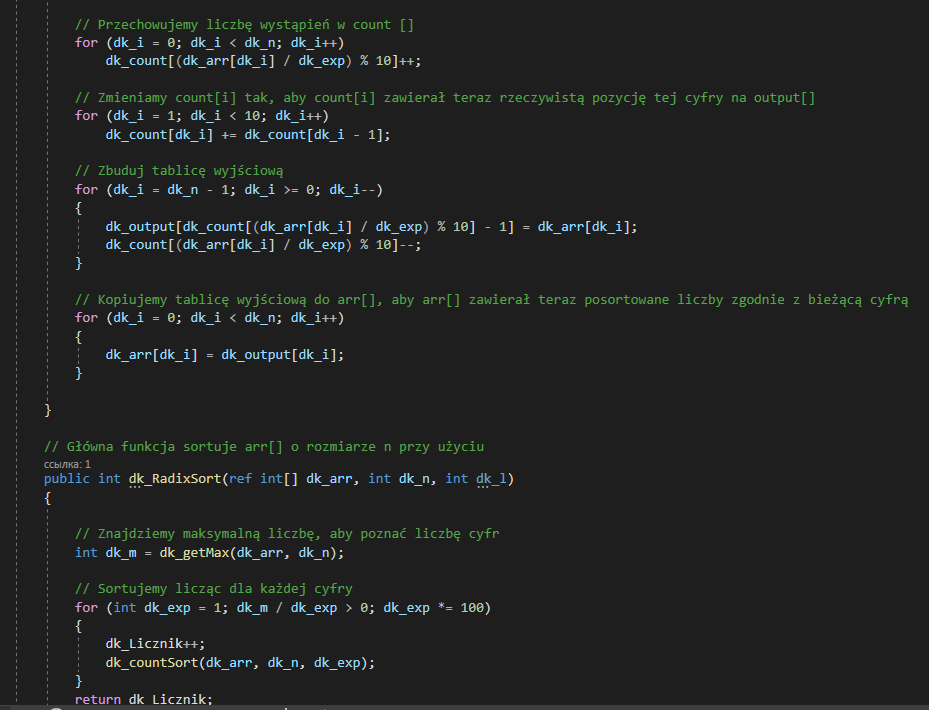 // Przechowujemy liczbę wystąpień w count []
for (dk_i = 0; dk_i < dk_n; dk_i++)
dk_count[(dk_arr[dk_i] / dk_exp) % 10]++;
// Zmieniamy count[i] tak, aby count[i] zawierał teraz rzeczywistą pozycję tej cyfry na output[]
for (dk_i = 1; dk_i < 10; dk_i++)
dk_count[dk_i] += dk_count[dk_i - 1];
// Zbuduj tablicę wyjściową
for (dk_i = dk_n - 1; dk_i >= 0; dk_i--)
{
dk_output[dk_count[(dk_arr[dk_i] / dk_exp) % 10] - 1] = dk_arr[dk_i];
dk_count[(dk_arr[dk_i] / dk_exp) % 10]--;
}
// Kopiujemy tablicę wyjściową do arr[], aby arr[] zawierał teraz posortowane liczby zgodnie z bieżącą cyfrą
for (dk_i = 0; dk_i < dk_n; dk_i++)
{
dk_arr[dk_i] = dk_output[dk_i];
}
}
// Główna funkcja sortuje arr[] o rozmiarze n przy użyciu
ссылка: 1
public int dk_RadixSort(ref int[] dk_arr, int dk_n, int dk_l)
{
// Znajdziemy maksymalną liczbę, aby poznać liczbę cyfr
int dk_m = dk_getMax(dk_arr, dk_n);
// Sortujemy licząc dla każdej cyfry
for (int dk_exp = 1; dk_m / dk_exp > 0; dk_exp *= 100)
{
dk_Licznik++;
dk_countSort(dk_arr, dk_n, dk_exp);
}
return dk_Licznik;